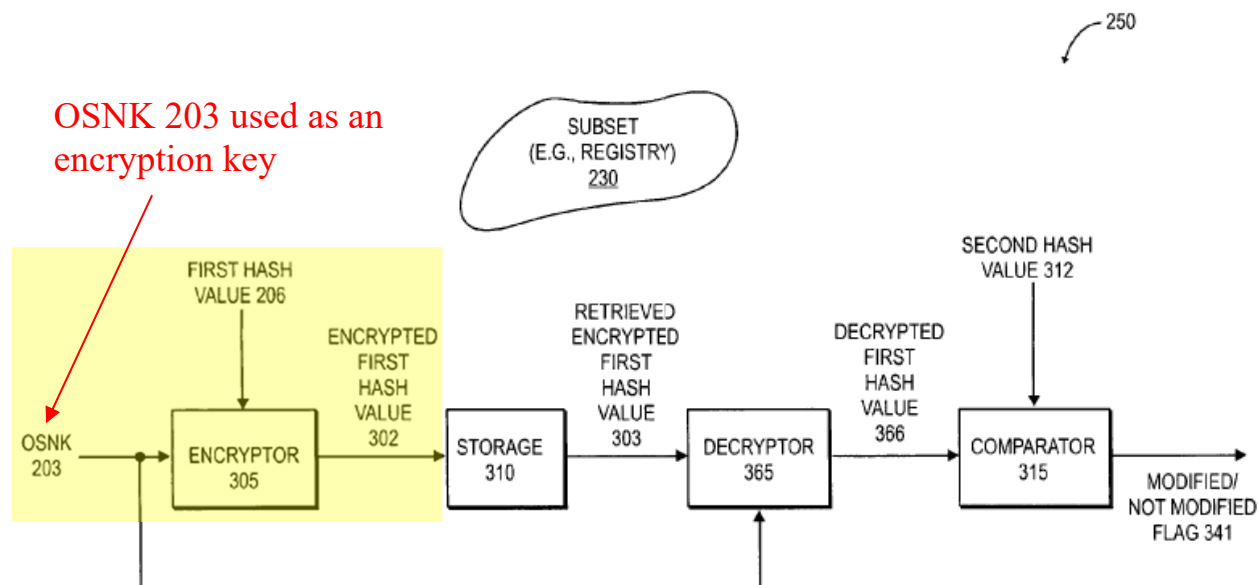 250
OSNK 203 used as an
encryption key
SUBSET
(E.G., REGISTRY)
230
FIRST HASH
VALUE 206
SECOND HASH
VALUE 312
ENCRYPTED
FIRST
HASH
VALUE
302
RETRIEVED
ENCRYPTED
FIRST
HASH
VALUE
303
DECRYPTED
FIRST
HASH
VALUE
366
OSNK
203
ENCRYPTOR
305
STORAGE
310
DECRYPTOR
365
COMPARATOR
315
MODIFIED/
NOT MODIFIED
FLAG 341